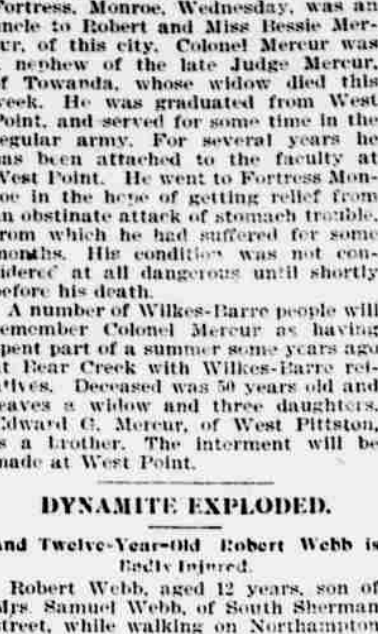 Fortress, Monroe, Wednesday, was an
uncle to Robert and Miss Bessie Mer-
cur, of this city. Colonel Mercur was
a nephew of the late Judge Mercur,
of Towanda, whose widow died this
week. He was graduated from West
Point, and served for some time in the
regular army. For several years he
has been attached to the faculty at
West Point. He went to Fortress Mon-
roe in the hope of getting relief from
an obstinate attack of stomach trouble,
from which he had suffered for some
months. His condition was not con-
sidered at all dangerous until shortly
before his death.
A number of Wilkes-Barre people will
remember Colonel Mercur as having
spent part of a summer some years ago
at Bear Creek with Wilkes-Barre rel-
atives. Deceased was 50 years old and
leaves a widow and three daughters.
Edward G. Mercur, of West Pittston,
is a brother. The interment will be
made at West Point.
DYNAMITE EXPLODED.
And Twelve-Year-Old Robert Webb is
Badly Injured.
Robert Webb, aged 12 years, son of
Mrs. Samuel Webb, of South Sherman
street, while walking on Northampton